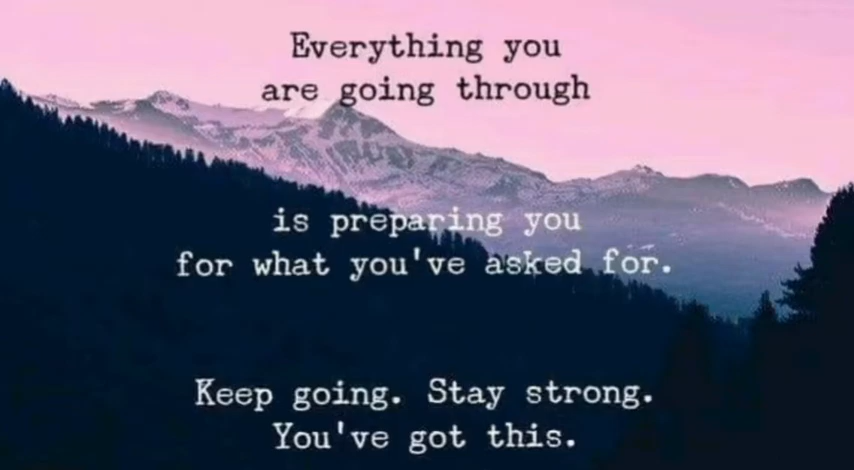 Everything you
are going through
is preparing you
for what you've asked for.
Keep going. Stay strong.
You've got this.